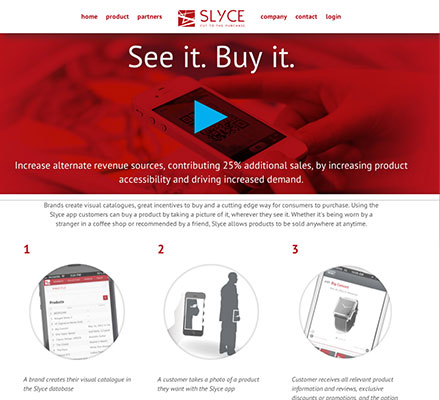 home product partners SLYCE company contact login
CUT TO THE PURCHASE
See it. Buy it.
Increase alternate revenue sources, contributing 25% additional sales, by increasing product
accessibility and driving increased demand.
Brands create visual catalogues, great incentives to buy and a cutting edge way for consumers to purchase. Using the
Slyce app customers can buy a product by taking a picture of it, wherever they see it. Whether it's being worn by a
stranger in a coffee shop or recommended by a friend, Slyce allows products to be sold anywhere at anytime.
1 2 3
Products
Big Connect
A brand creates their visual catalogue in
the Slyce database
A customer takes a photo of a product
they want with the Slyce app
Customer receives all relevant product
information and reviews, exclusive
discounts or promotions, and the option